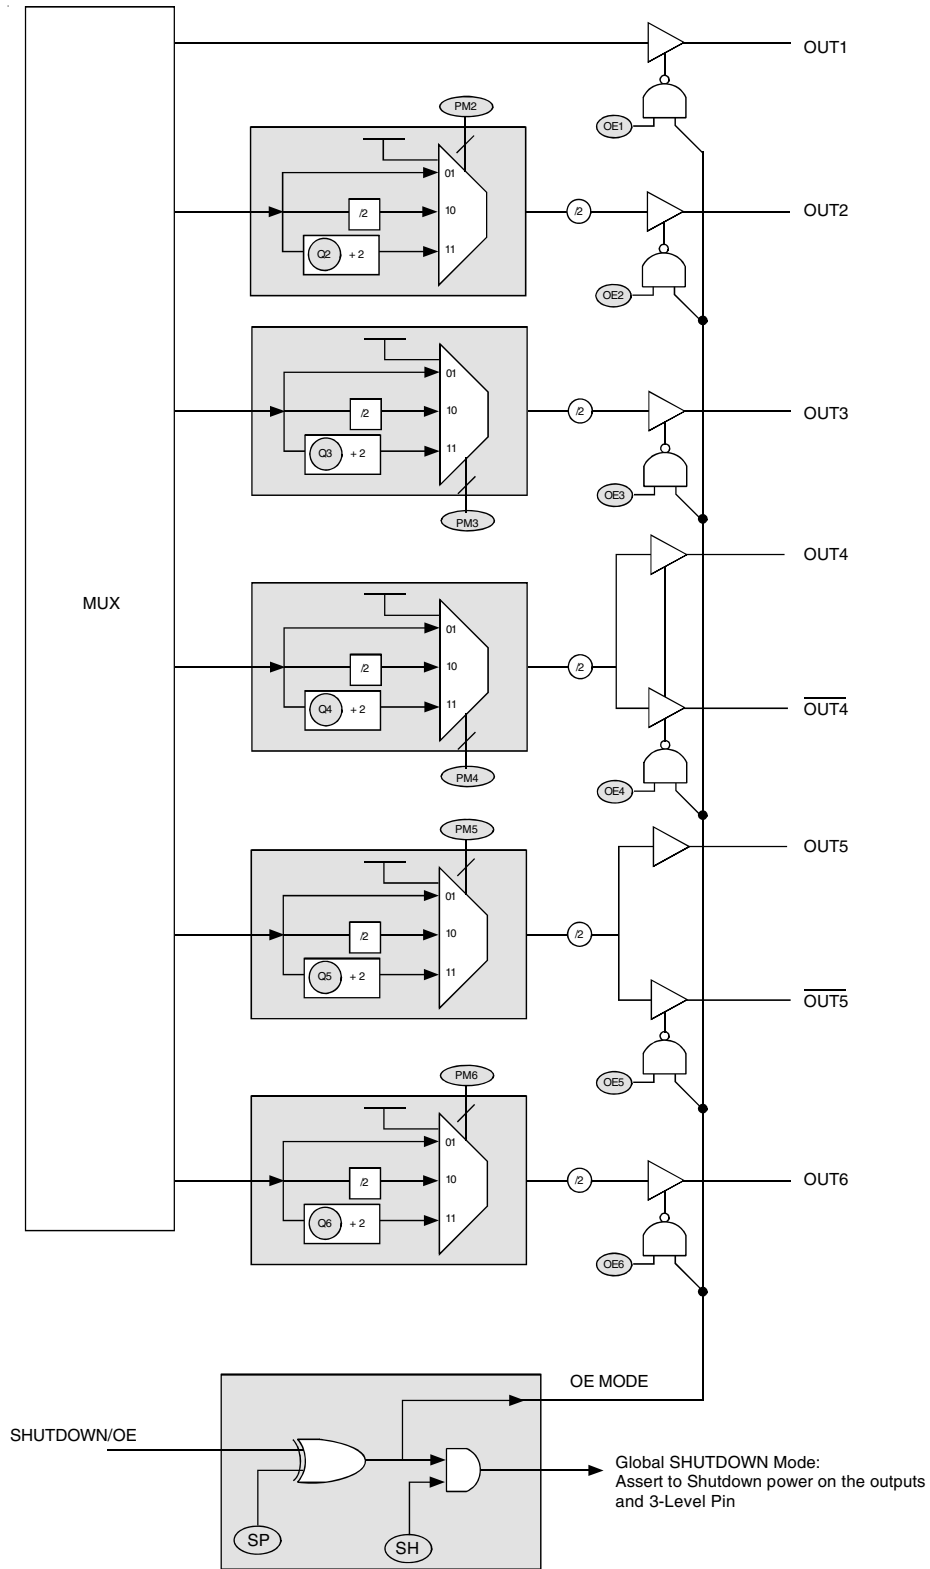 OUT1
OE1
PM2
01
/2
10
Q2 + 2
11
/2
OUT2
OE2
01
/2
10
Q3 + 2
11
PM3
/2
OUT3
OE3
MUX
01
/2
10
Q4 + 2
11
PM4
/2
OUT4
OUT4
OE4
PM5
01
/2
10
Q5 + 2
11
/2
OUT5
OUT5
OE5
PM6
01
/2
10
Q6 + 2
11
/2
OUT6
OE6
OE MODE
SHUTDOWN/OE
SP
SH
Global SHUTDOWN Mode:
Assert to Shutdown power on the outputs
and 3-Level Pin